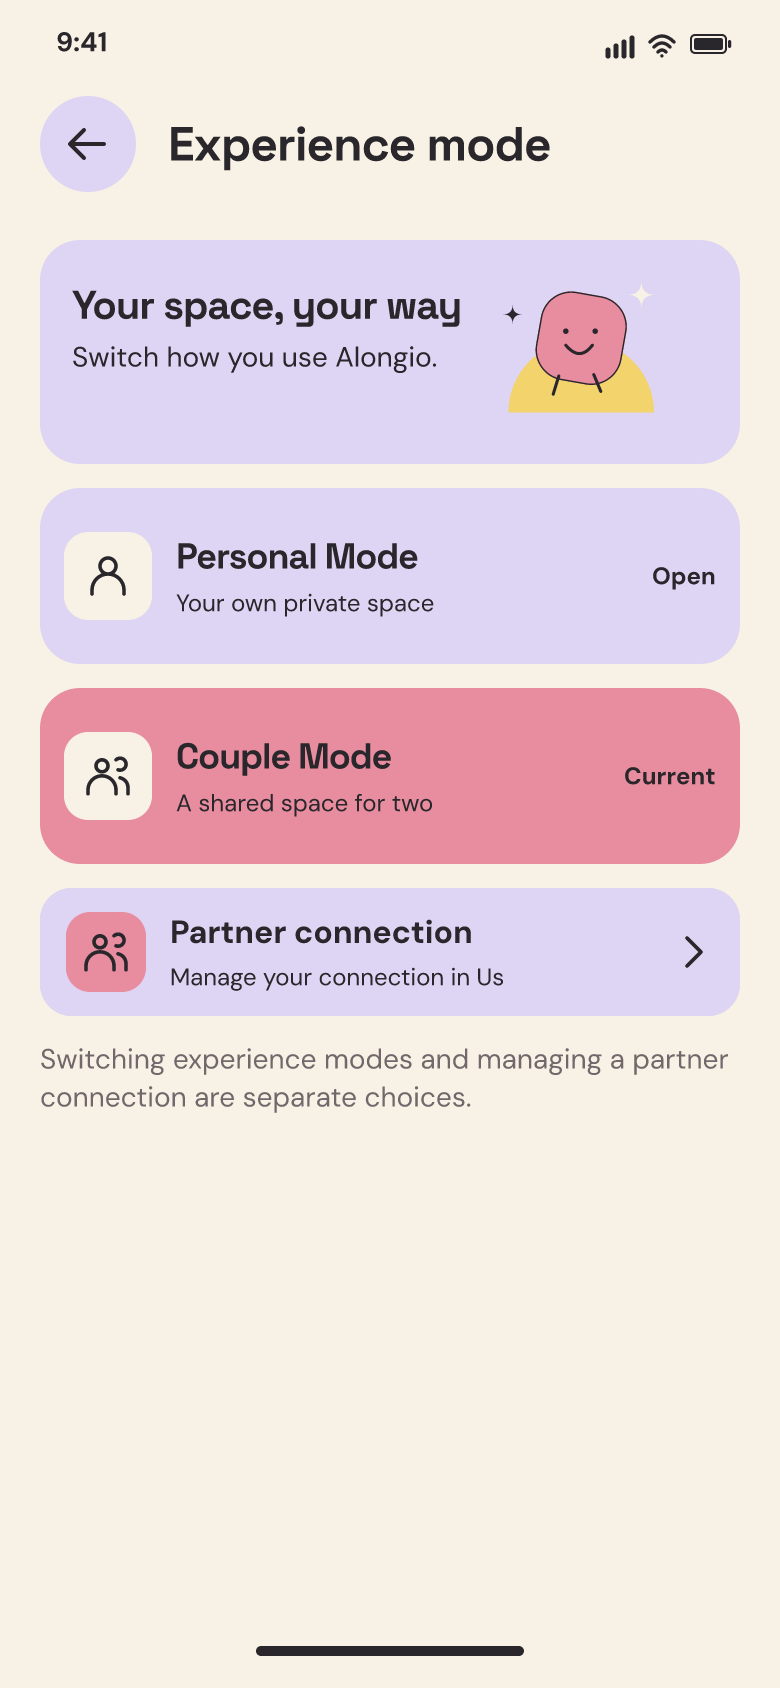 9:41
Experience mode
Your space, your way
Switch how you use Alongio.
Personal Mode
Your own private space
Open
Couple Mode
A shared space for two
Current
Partner connection
Manage your connection in Us
Switching experience modes and managing a partner
connection are separate choices.